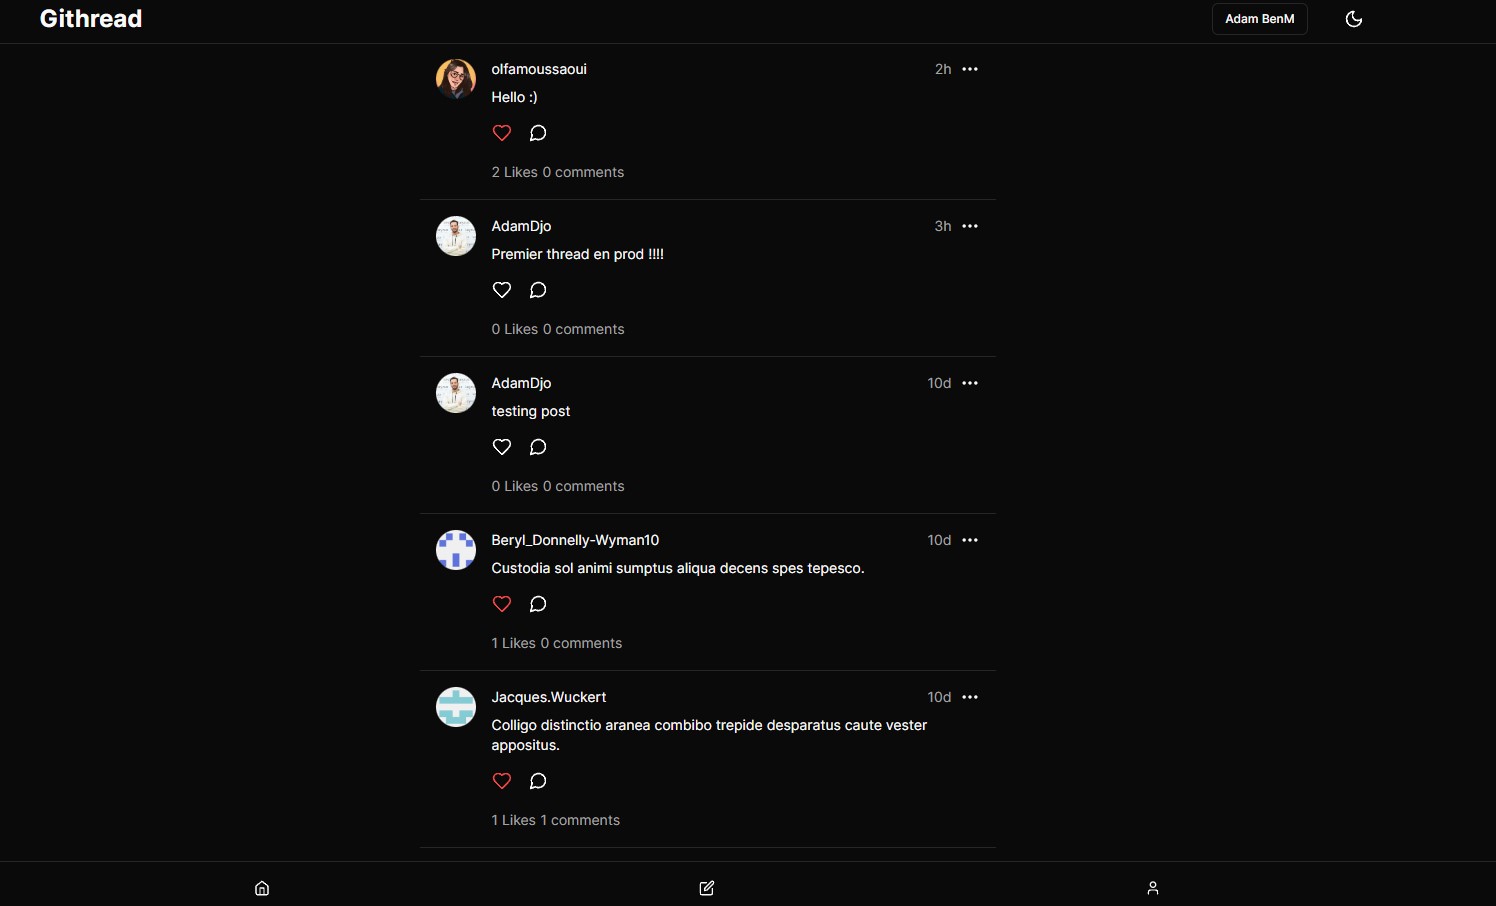 Githread
Adam BenM
olfamoussaoui 2h
Hello :)
2 Likes 0 comments
AdamDjo 3h
Premier thread en prod !!!!
0 Likes 0 comments
AdamDjo 10d
testing post
0 Likes 0 comments
Beryl_Donnelly-Wyman10 10d
Custodia sol animi sumptus aliqua decens spes tepesco.
1 Likes 0 comments
Jacques.Wuckert 10d
Colligo distinctio aranea combibo trepide desparatus caute vester
appositus.
1 Likes 1 comments